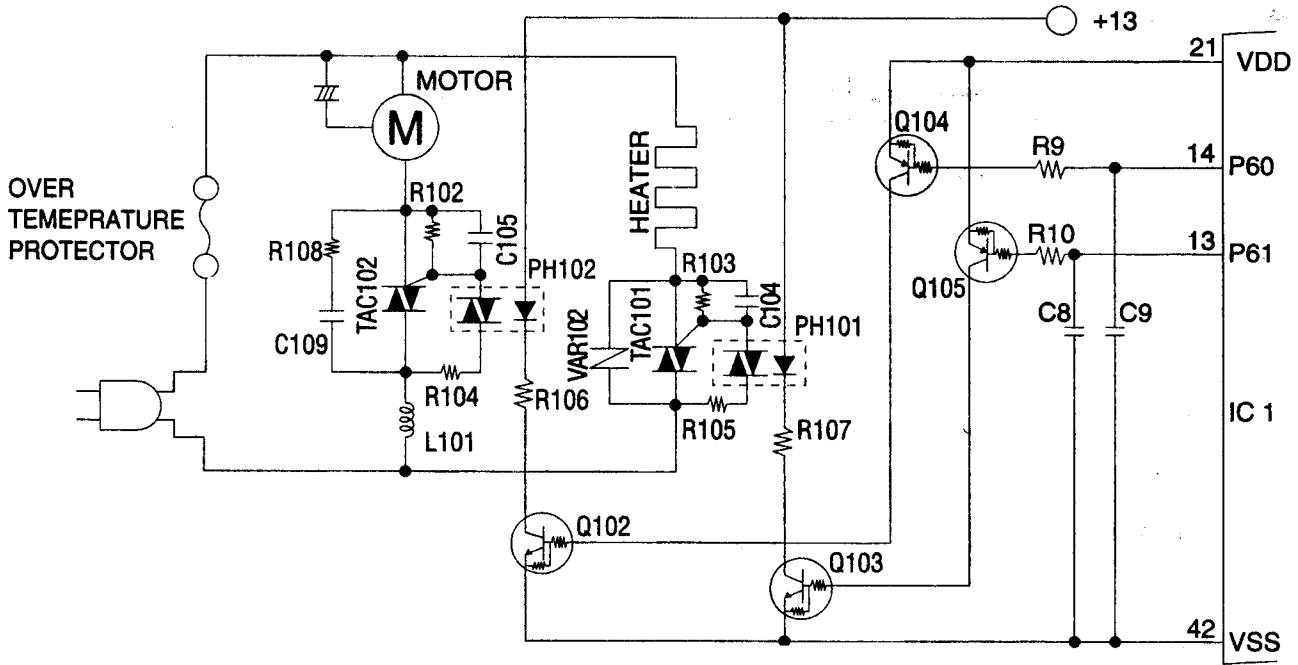 +13
21
VDD
MOTOR
M
Q104
R9
14
P60
OVER
TEMEPRATURE
PROTECTOR
HEATER
R102
C105
R108
TAC102
PH102
R10
13
P61
Q105
R103
C104
C8
C9
C109
VAR102
TAC101
PH101
R104
R106
L101
R105
R107
IC 1
Q102
Q103
42
VSS